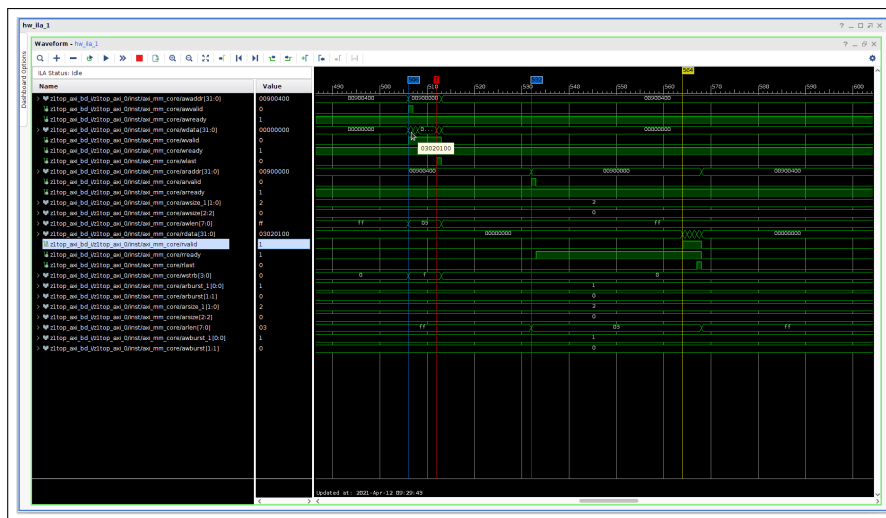 hw_ila_1
Dashboard Options
Waveform - hw_ila_1
ILA Status: Idle
Name Value
506 T 532 564
490 500 510 520 530 540 550 560 570 580 590 600
z1top_axi_bd_i/z1top_axi_0/inst/axi_mm_core/awaddr[31:0] 00900400 00900400 00900000 00900400
z1top_axi_bd_i/z1top_axi_0/inst/axi_mm_core/awvalid 0
z1top_axi_bd_i/z1top_axi_0/inst/axi_mm_core/awready 1
z1top_axi_bd_i/z1top_axi_0/inst/axi_mm_core/wdata[31:0] 00000000 00000000 0... 00000000
z1top_axi_bd_i/z1top_axi_0/inst/axi_mm_core/wvalid 0
03020100
z1top_axi_bd_i/z1top_axi_0/inst/axi_mm_core/wready 1
z1top_axi_bd_i/z1top_axi_0/inst/axi_mm_core/wlast 0
z1top_axi_bd_i/z1top_axi_0/inst/axi_mm_core/araddr[31:0] 00900000 00900400 00900000 00900400
z1top_axi_bd_i/z1top_axi_0/inst/axi_mm_core/arvalid 0
z1top_axi_bd_i/z1top_axi_0/inst/axi_mm_core/arready 1
z1top_axi_bd_i/z1top_axi_0/inst/axi_mm_core/awsize_1[1:0] 2 2
z1top_axi_bd_i/z1top_axi_0/inst/axi_mm_core/awsize[2:2] 0 0
z1top_axi_bd_i/z1top_axi_0/inst/axi_mm_core/awlen[7:0] ff ff ff
z1top_axi_bd_i/z1top_axi_0/inst/axi_mm_core/rdata[31:0] 03020100 00000000 00000000
z1top_axi_bd_i/z1top_axi_0/inst/axi_mm_core/rvalid 1
z1top_axi_bd_i/z1top_axi_0/inst/axi_mm_core/rready 1
z1top_axi_bd_i/z1top_axi_0/inst/axi_mm_core/rlast 0
z1top_axi_bd_i/z1top_axi_0/inst/axi_mm_core/wstrb[3:0] 0 0 f 0
z1top_axi_bd_i/z1top_axi_0/inst/axi_mm_core/arburst_1[0:0] 1 1
z1top_axi_bd_i/z1top_axi_0/inst/axi_mm_core/arburst[1:1] 0 0
z1top_axi_bd_i/z1top_axi_0/inst/axi_mm_core/arsize_1[1:0] 2 2
z1top_axi_bd_i/z1top_axi_0/inst/axi_mm_core/arsize[2:2] 0 0
z1top_axi_bd_i/z1top_axi_0/inst/axi_mm_core/arlen[7:0] 03 ff 03 ff
z1top_axi_bd_i/z1top_axi_0/inst/axi_mm_core/awburst_1[0:0] 1 1
z1top_axi_bd_i/z1top_axi_0/inst/axi_mm_core/awburst[1:1] 0 0
Updated at: 2021-Apr-12 09:29:43